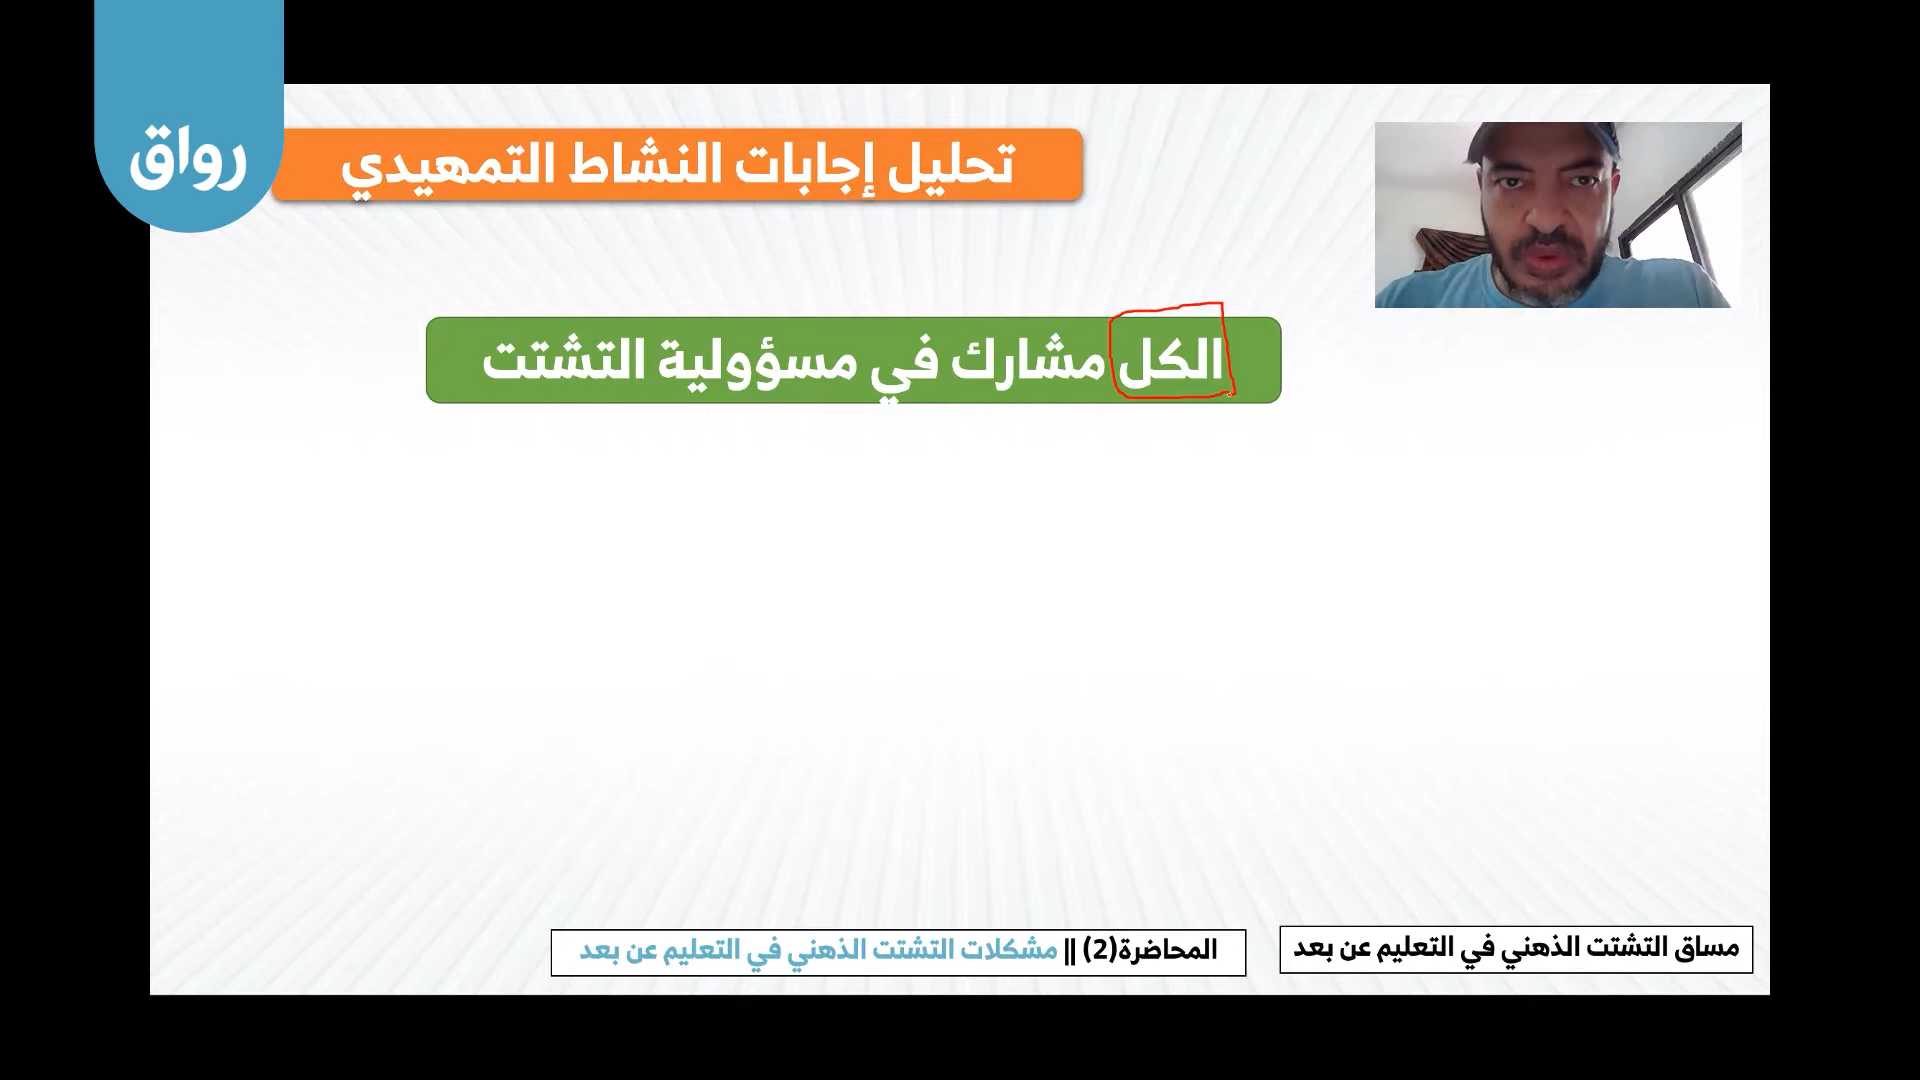 رواق
تحليل إجابات النشاط التمهيدي
الكل مشارك في مسؤولية التشتت
مساق التشتت الذهني في التعليم عن بعد
المحاضرة(2) || مشكلات التشتت الذهني في التعليم عن بعد